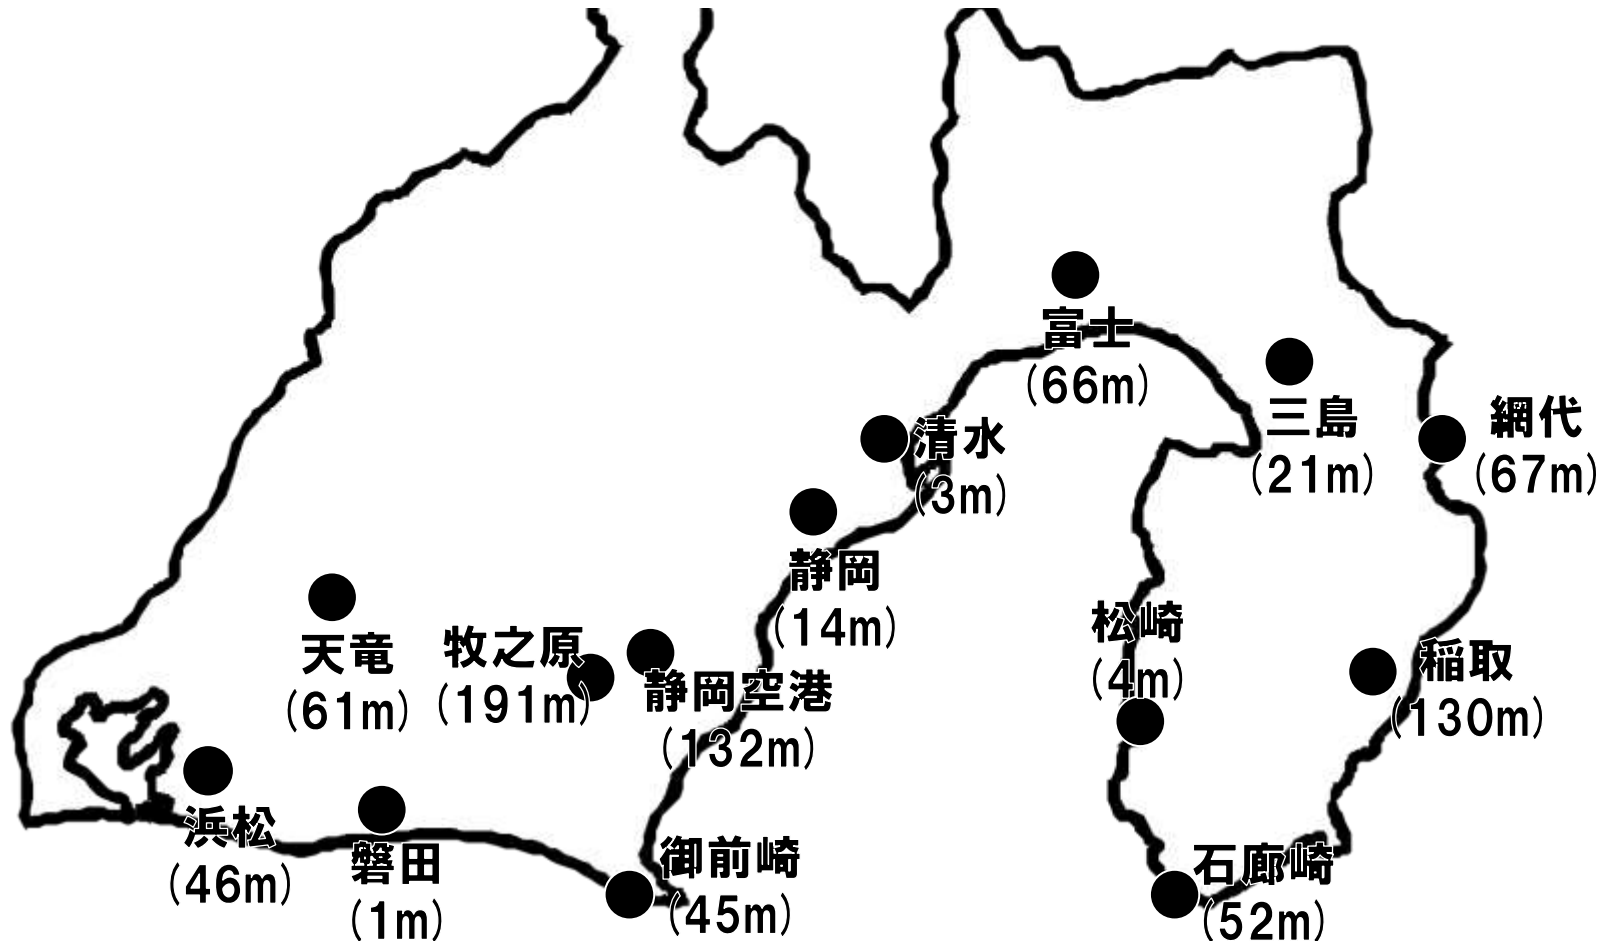 富士
(66m)
三島
(21m)
網代
(67m)
清水
(3m)
静岡
(14m)
天竜
(61m)
牧之原
(191m)
静岡空港
(132m)
松崎
(4m)
稲取
(130m)
浜松
(46m)
磐田
(1m)
御前崎
(45m)
石廊崎
(52m)